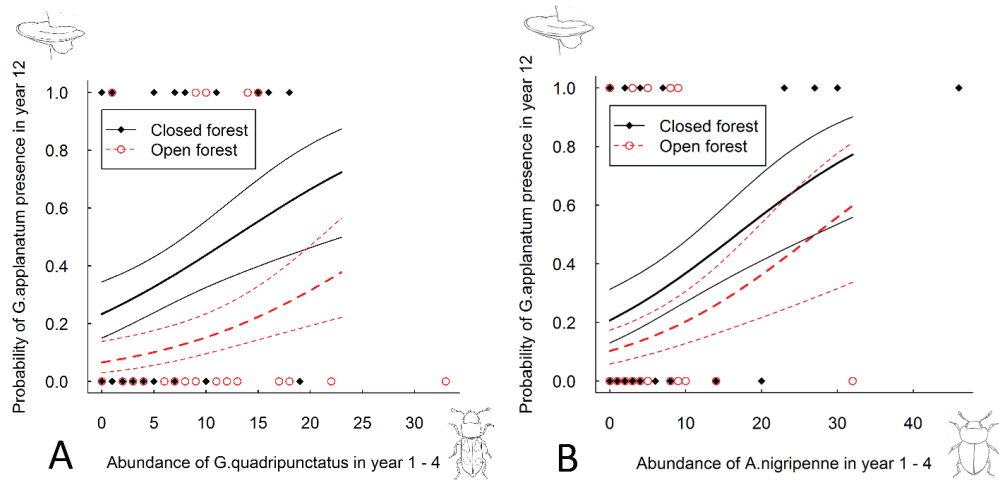 Probability of G.applanatum presence in year 12
1.0
0.8
0.6
0.4
0.2
0.0
Closed forest
Open forest
0 5 10 15 20 25 30
A
Abundance of G.quadripunctatus in year 1 - 4
Probability of G.applanatum presence in year 12
1.0
0.8
0.6
0.4
0.2
0.0
Closed forest
Open forest
0 10 20 30 40
B
Abundance of A.nigripenne in year 1 - 4